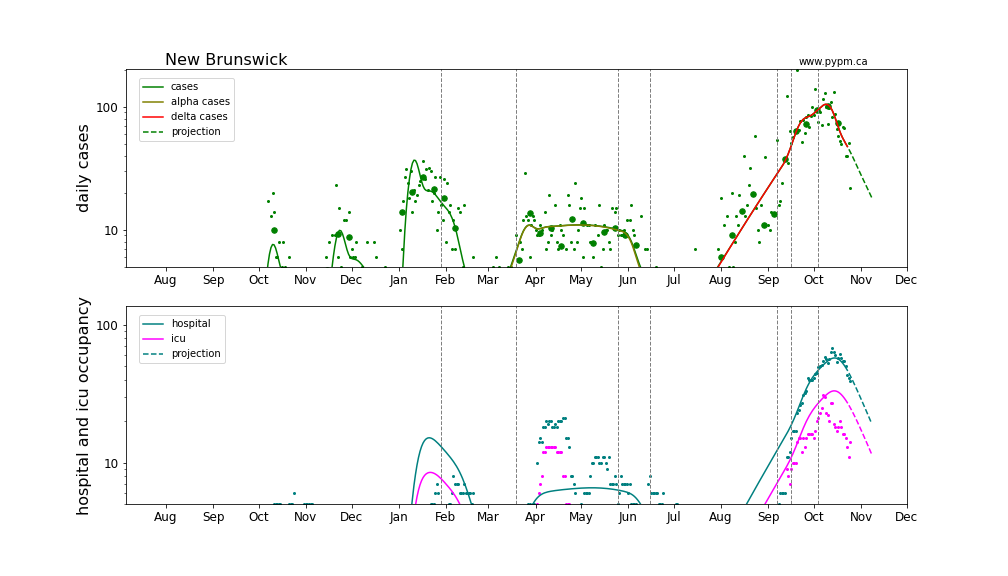 New Brunswick
www.pypm.ca
daily cases
100
10
cases
alpha cases
delta cases
projection
Aug Sep Oct Nov Dec Jan Feb Mar Apr May Jun Jul Aug Sep Oct Nov Dec
hospital and icu occupancy
100
10
hospital
icu
projection
Aug Sep Oct Nov Dec Jan Feb Mar Apr May Jun Jul Aug Sep Oct Nov Dec